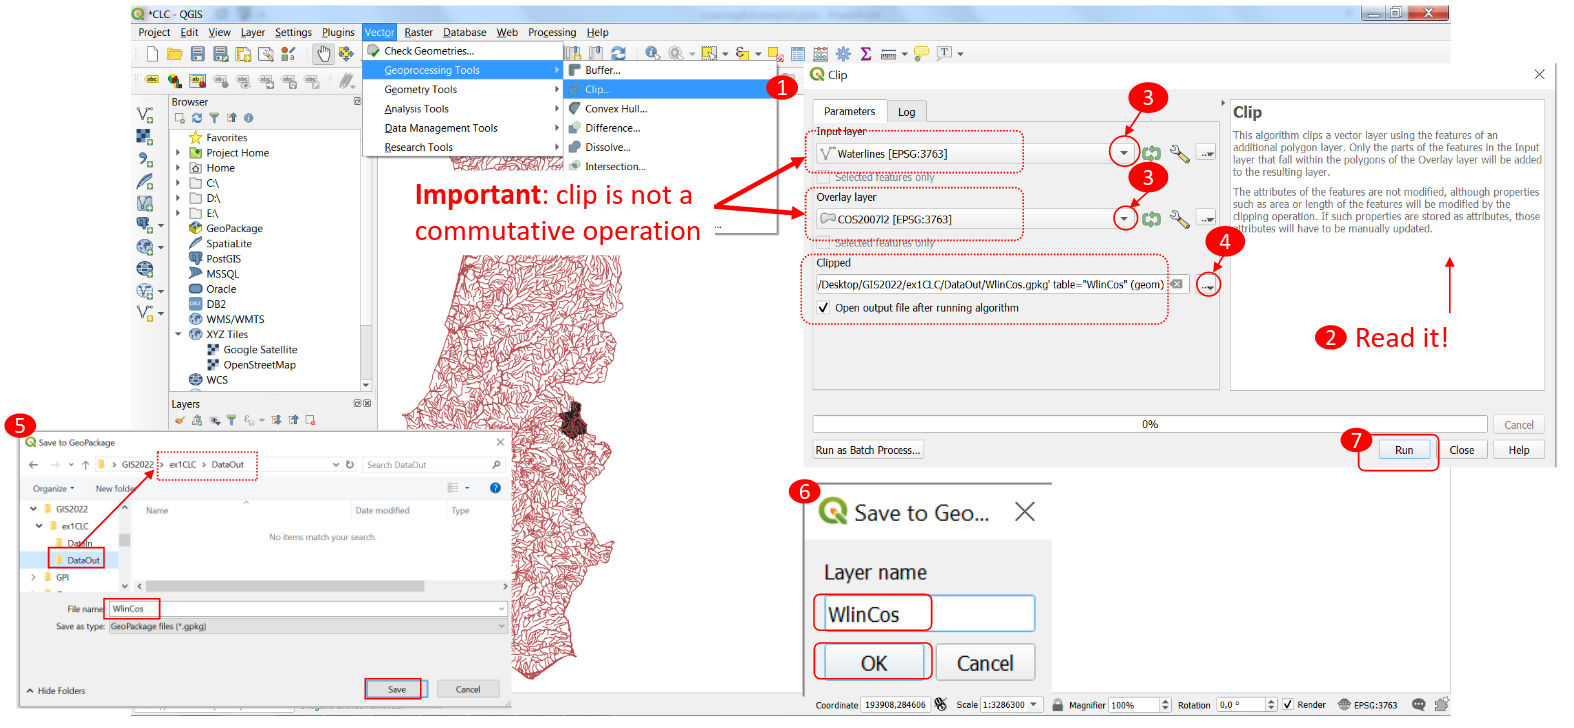 *CLC - QGIS
Project Edit View Layer Settings Plugins Vector Raster Database Web Processing Help
Check Geometries...
Geoprocessing Tools
Geometry Tools
Analysis Tools
Data Management Tools
Research Tools
Buffer...
1
Clip...
Convex Hull...
Difference...
Dissolve...
Intersection...
Important: clip is not a
commutative operation
Browser
Favorites
Project Home
Home
C:\
D:\
E:\
GeoPackage
SpatiaLite
PostGIS
MSSQL
Oracle
DB2
WMS/WMTS
XYZ Tiles
Google Satellite
OpenStreetMap
WCS
Layers
Clip
Parameters Log
3
Input layer
Waterlines [EPSG:3763]
Selected features only
3
Overlay layer
COS2007l2 [EPSG:3763]
Selected features only
4
Clipped
/Desktop/GIS2022/ex1CLC/DataOut/WlinCos.gpkg' table="WlinCos" (geom)
Open output file after running algorithm
Clip
This algorithm clips a vector layer using the features of an
additional polygon layer. Only the parts of the features in the Input
layer that fall within the polygons of the Overlay layer will be added
to the resulting layer.
The attributes of the features are not modified, although properties
such as area or length of the features will be modified by the
clipping operation. If such properties are stored as attributes, those
attributes will have to be manually updated.
2 Read it!
0%
Cancel
7
Run as Batch Process... Run Close Help
5
Save to GeoPackage
GIS2022 ex1CLC DataOut
Search DataOut
Organize New folder
GIS2022
ex1CLC
DataIn
DataOut
GPI
Name Date modified Type
No items match your search.
File name WlinCos
Save as type: GeoPackage files (*.gpkg)
Hide Folders Save Cancel
6
Save to Geo...
Layer name
WlinCos
OK Cancel
Coordinate 193908,284606 Scale 1:3286300 Magnifier 100% Rotation 0,0 ° Render EPSG:3763